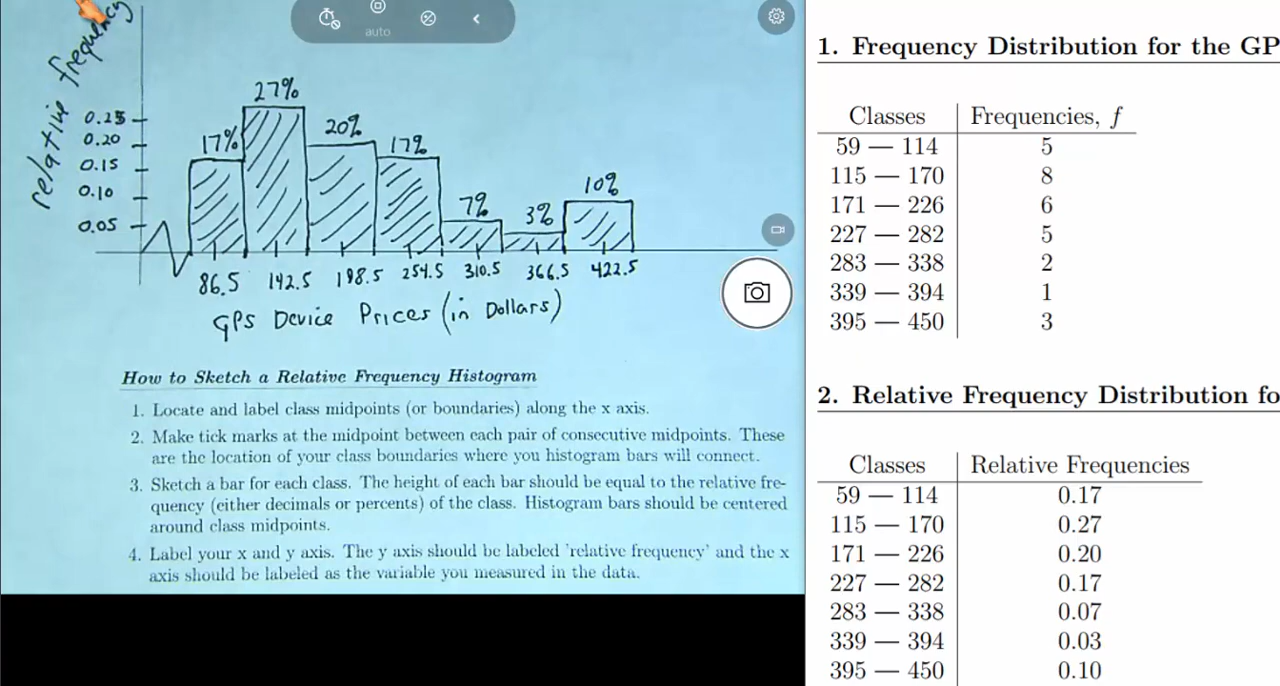 auto
relative frequency
27%
0.25
20%
0.20
17%
17%
0.15
10%
0.10
7%
3%
0.05
86.5 142.5 198.5 254.5 310.5 366.5 422.5
GPS Device Prices (in Dollars)
How to Sketch a Relative Frequency Histogram
1. Locate and label class midpoints (or boundaries) along the x axis.
2. Make tick marks at the midpoint between each pair of consecutive midpoints. These
are the location of your class boundaries where you histogram bars will connect.
3. Sketch a bar for each class. The height of each bar should be equal to the relative fre-
quency (either decimals or percents) of the class. Histogram bars should be centered
around class midpoints.
4. Label your x and y axis. The y axis should be labeled 'relative frequency' and the x
axis should be labeled as the variable you measured in the data.
1. Frequency Distribution for the GP
Classes Frequencies, f
59 — 114 5
115 — 170 8
171 — 226 6
227 — 282 5
283 — 338 2
339 — 394 1
395 — 450 3
2. Relative Frequency Distribution fo
Classes Relative Frequencies
59 — 114 0.17
115 — 170 0.27
171 — 226 0.20
227 — 282 0.17
283 — 338 0.07
339 — 394 0.03
395 — 450 0.10